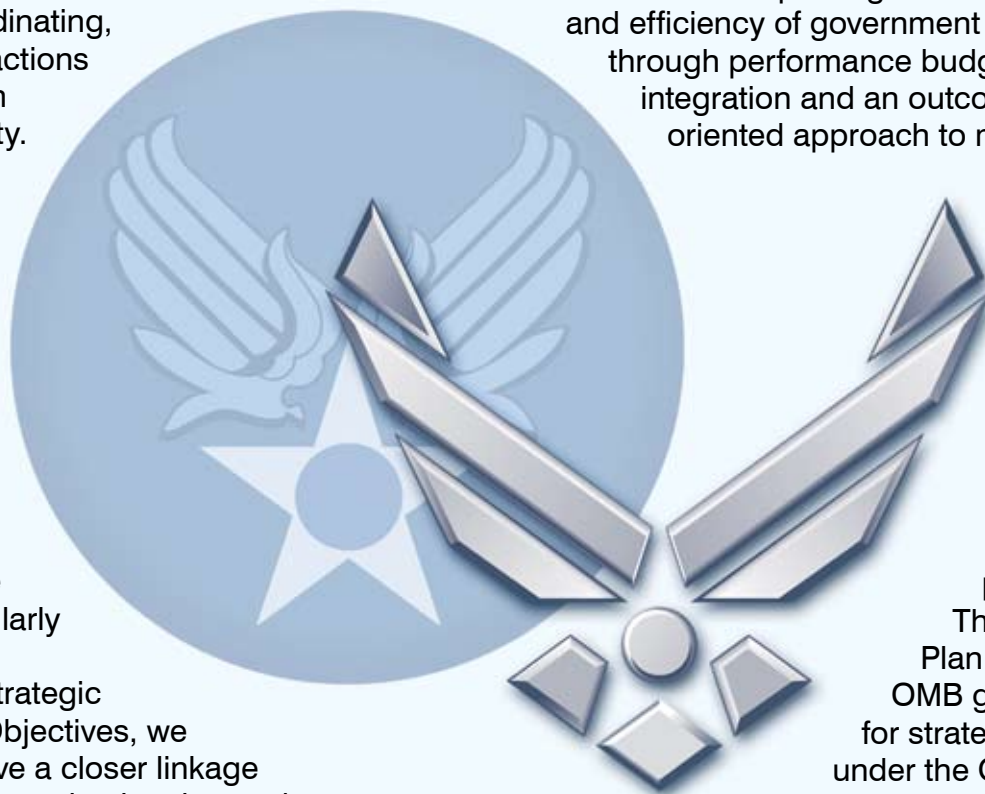 dinating,
actions
ty.
and efficiency of government
through performance budg
integration and an outco
oriented approach to
larly
trategic
Objectives, we
ve a closer linkage
Th
Plan
OMB g
for strate
under the